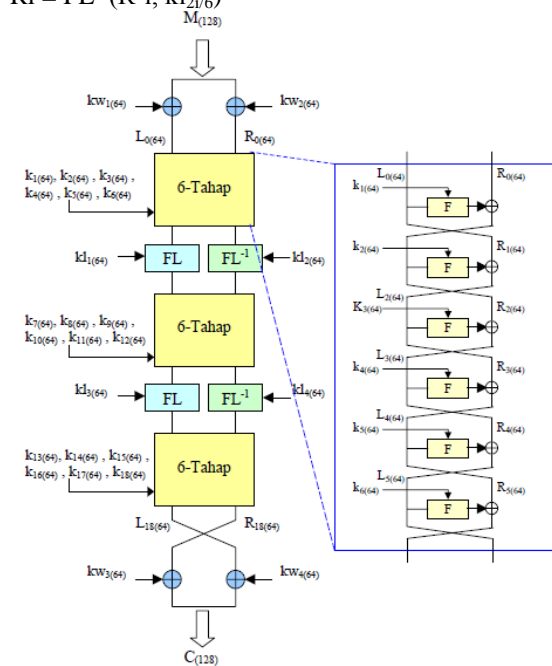 M(128)
kw1(64)
kw2(64)
L0(64)
R0(64)
k1(64), k2(64) , k3(64) ,
k4(64) , k5(64) , k6(64)
6-Tahap
kl1(64)
FL
FL-1
kl2(64)
k7(64), k8(64) , k9(64) ,
k10(64) , k11(64) , k12(64)
6-Tahap
kl3(64)
FL
FL-1
kl4(64)
k13(64), k14(64) , k15(64) ,
k16(64) , k17(64) , k18(64)
6-Tahap
L18(64)
R18(64)
kw3(64)
kw4(64)
C(128)
L0(64)
R0(64)
k1(64)
F
k2(64)
R1(64)
F
L2(64)
R2(64)
K3(64)
F
L3(64)
R3(64)
k4(64)
F
L4(64)
R4(64)
k5(64)
F
L5(64)
R5(64)
k6(64)
F